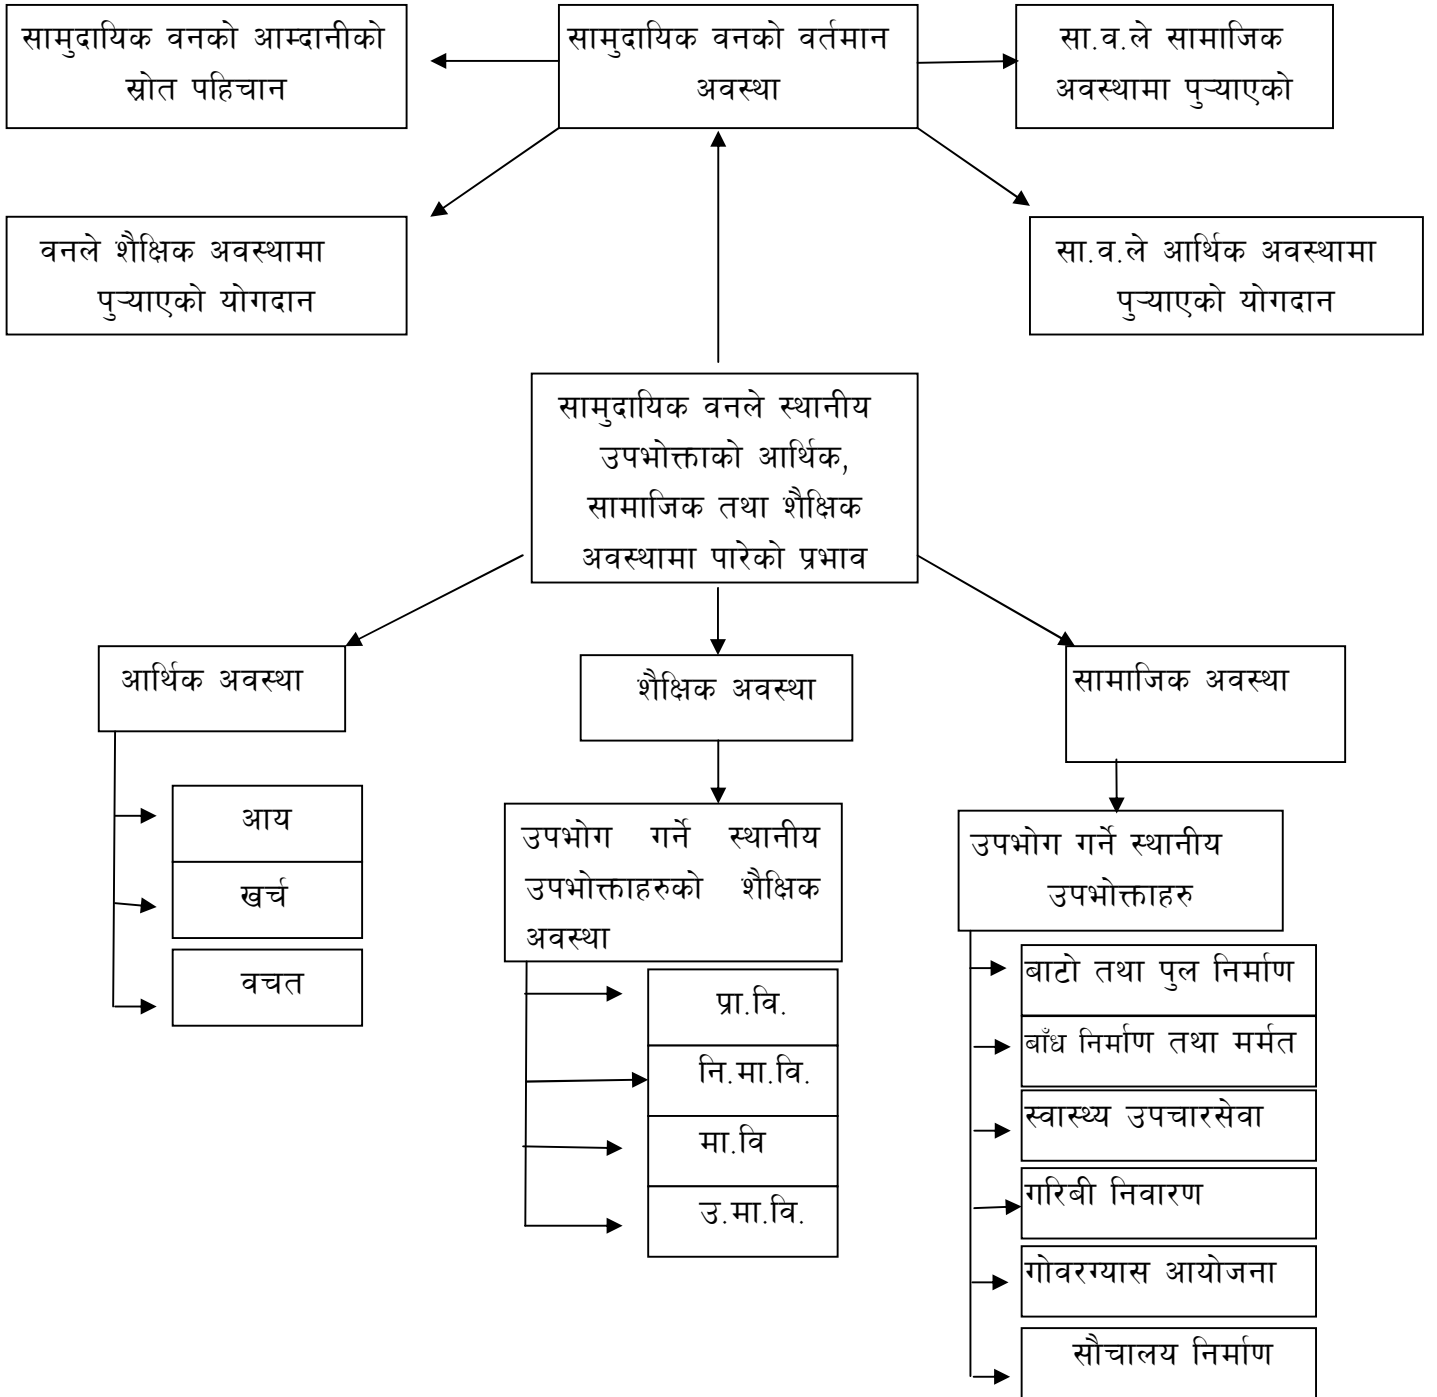 सामुदायिक वनको आम्दानीको
स्रोत पहिचान
सामुदायिक वनको वर्तमान
अवस्था
सा.व.ले सामाजिक
अवस्थामा पुऱ्याएको
वनले शैक्षिक अवस्थामा
पुऱ्याएको योगदान
सा.व.ले आर्थिक अवस्थामा
पुऱ्याएको योगदान
सामुदायिक वनले स्थानीय
उपभोक्ताको आर्थिक,
सामाजिक तथा शैक्षिक
अवस्थामा पारेको प्रभाव
आर्थिक अवस्था
शैक्षिक अवस्था
सामाजिक अवस्था
आय
खर्च
वचत
उपभोग गर्ने स्थानीय
उपभोक्ताहरुको शैक्षिक
अवस्था
प्रा.वि.
नि.मा.वि.
मा.वि
उ.मा.वि.
उपभोग गर्ने स्थानीय
उपभोक्ताहरु
बाटो तथा पुल निर्माण
बाँध निर्माण तथा मर्मत
स्वास्थ्य उपचारसेवा
गरिबी निवारण
गोवरग्यास आयोजना
सौचालय निर्माण